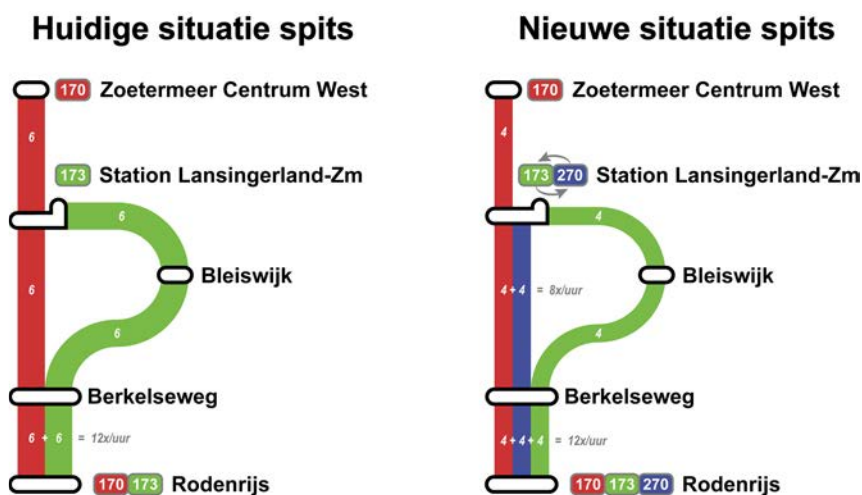 Huidige situatie spits
170 Zoetermeer Centrum West
6
173 Station Lansingerland-Zm
6
6
Bleiswijk
6
Berkelseweg
6 + 6 = 12x/uur
170 173 Rodenrijs
Nieuwe situatie spits
170 Zoetermeer Centrum West
4
173 270 Station Lansingerland-Zm
4
4 + 4 = 8x/uur
Bleiswijk
4
Berkelseweg
4 + 4 + 4 = 12x/uur
170 173 270 Rodenrijs